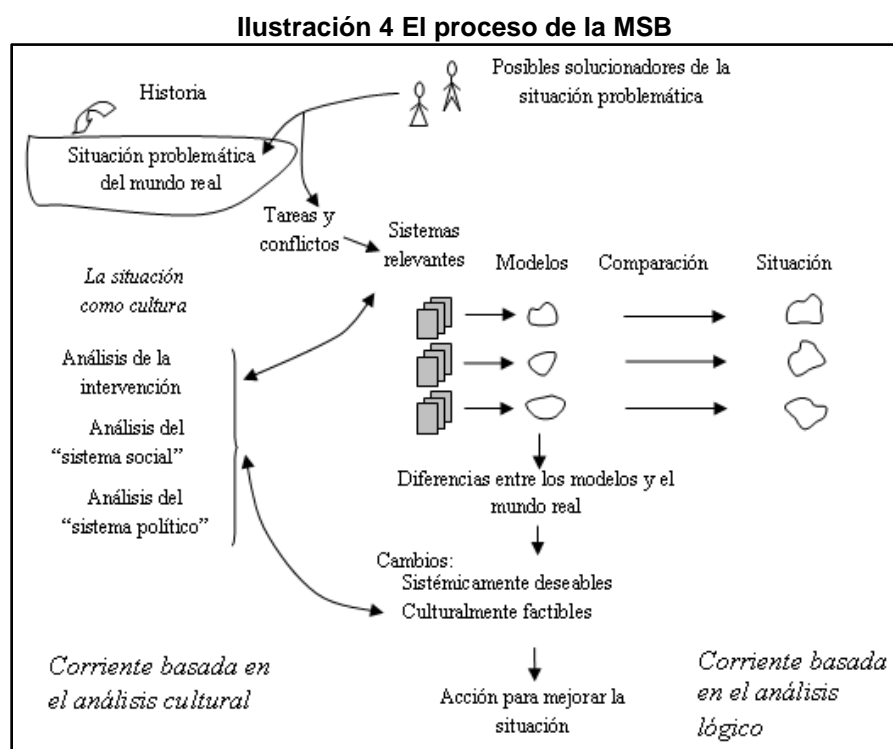 Ilustración 4 El proceso de la MSB
Posibles solucionadores de la
situación problemática
Historia
Situación problemática
del mundo real
Tareas y
conflictos
Sistemas
relevantes
Modelos
Comparación
Situación
La situación
como cultura
Análisis de la
intervención
Análisis del
“sistema social”
Análisis del
“sistema político”
Diferencias entre los modelos y el
mundo real
Cambios:
Sistémicamente deseables
Culturalmente factibles
Acción para mejorar la
situación
Corriente basada en
el análisis cultural
Corriente basada
en el análisis
lógico